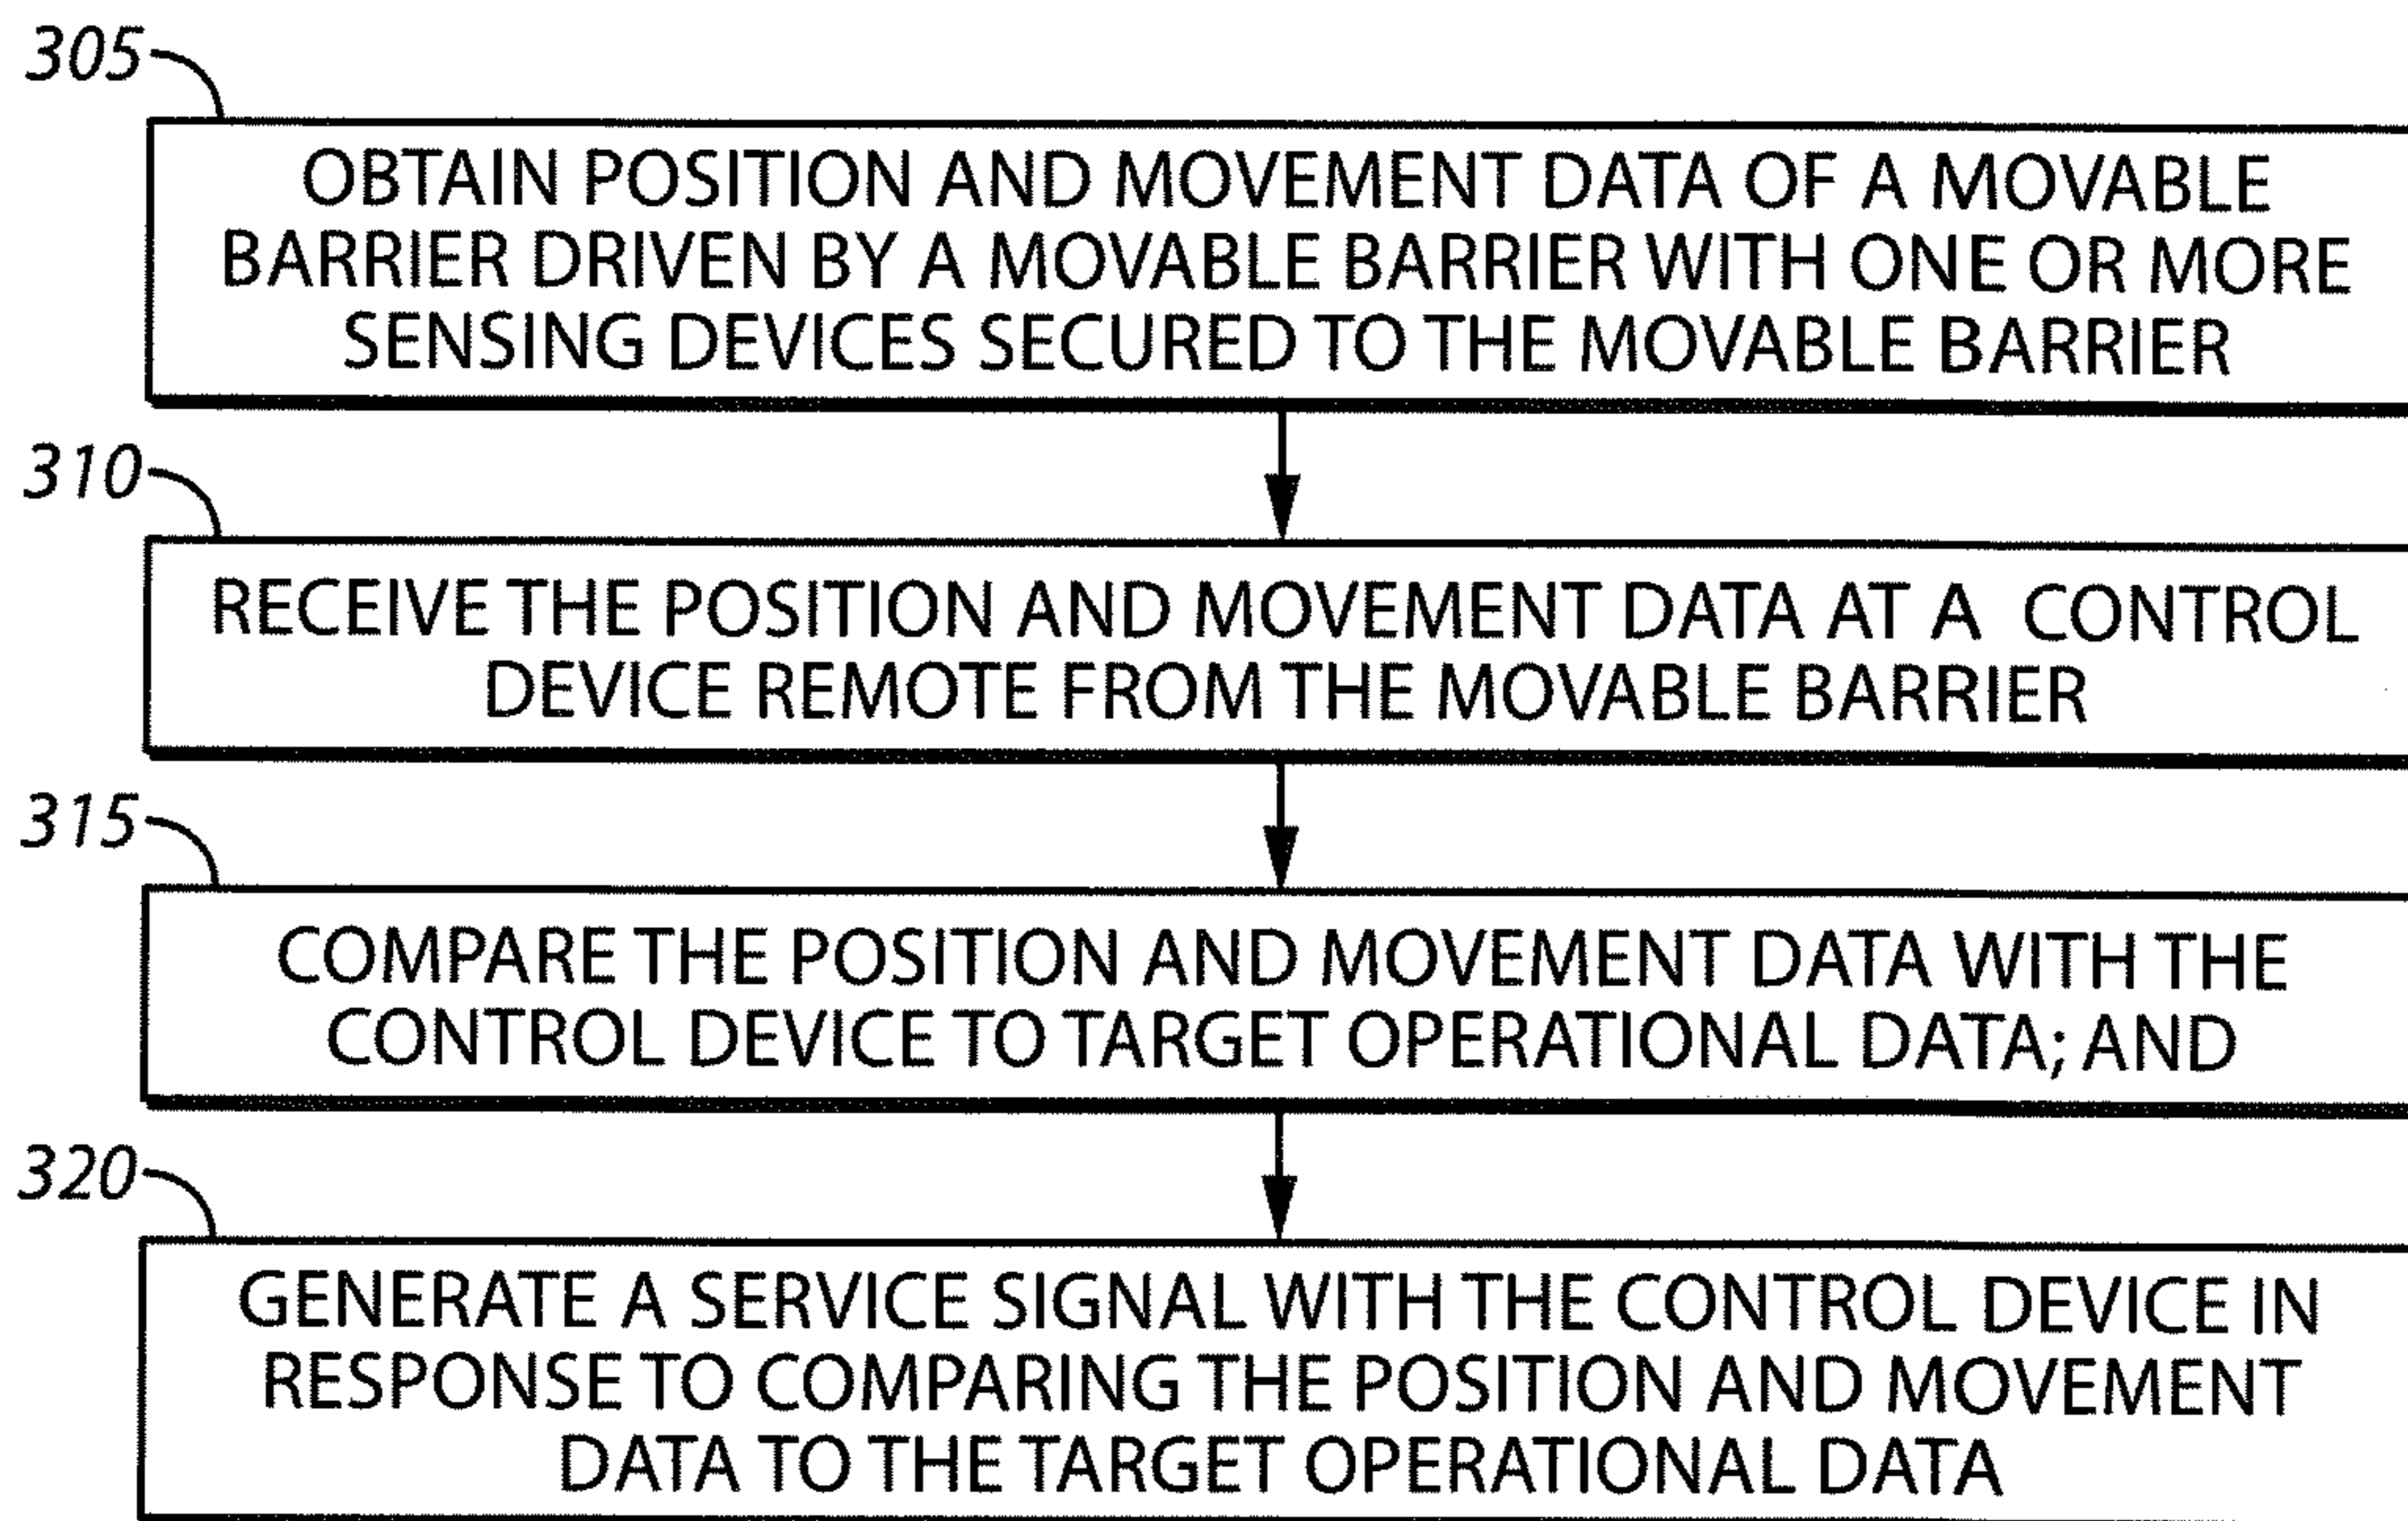 305
OBTAIN POSITION AND MOVEMENT DATA OF A MOVABLE
BARRIER DRIVEN BY A MOVABLE BARRIER WITH ONE OR MORE
SENSING DEVICES SECURED TO THE MOVABLE BARRIER
310
RECEIVE THE POSITION AND MOVEMENT DATA AT A CONTROL
DEVICE REMOTE FROM THE MOVABLE BARRIER
315
COMPARE THE POSITION AND MOVEMENT DATA WITH THE
CONTROL DEVICE TO TARGET OPERATIONAL DATA; AND
320
GENERATE A SERVICE SIGNAL WITH THE CONTROL DEVICE IN
RESPONSE TO COMPARING THE POSITION AND MOVEMENT
DATA TO THE TARGET OPERATIONAL DATA